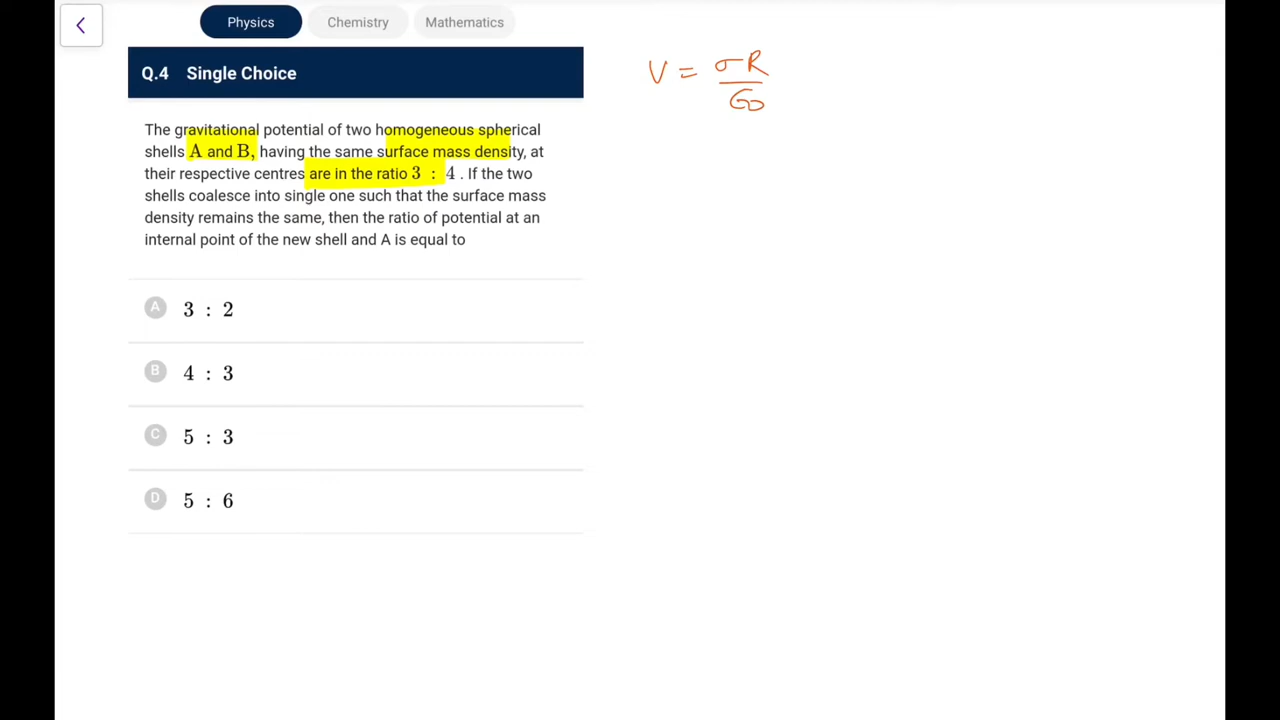 Physics Chemistry Mathematics
Q.4 Single Choice
V = σR / ε0
The gravitational potential of two homogeneous spherical
shells A and B, having the same surface mass density, at
their respective centres are in the ratio 3 : 4 . If the two
shells coalesce into single one such that the surface mass
density remains the same, then the ratio of potential at an
internal point of the new shell and A is equal to
A 3 : 2
B 4 : 3
C 5 : 3
D 5 : 6